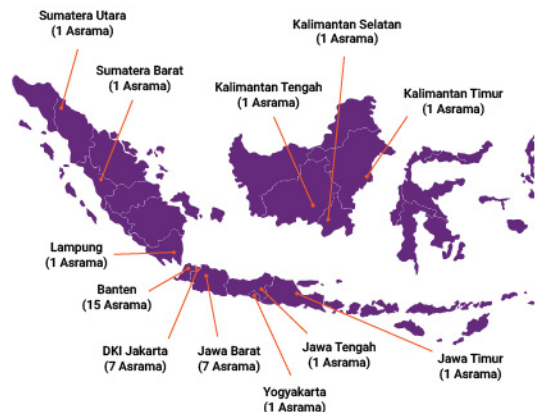 Sumatera Utara
(1 Asrama)
Kalimantan Selatan
(1 Asrama)
Sumatera Barat
(1 Asrama)
Kalimantan Tengah
(1 Asrama)
Kalimantan Timur
(1 Asrama)
Lampung
(1 Asrama)
Banten
(15 Asrama)
DKI Jakarta
(7 Asrama)
Jawa Barat
(7 Asrama)
Jawa Tengah
(1 Asrama)
Jawa Timur
(1 Asrama)
Yogyakarta
(1 Asrama)